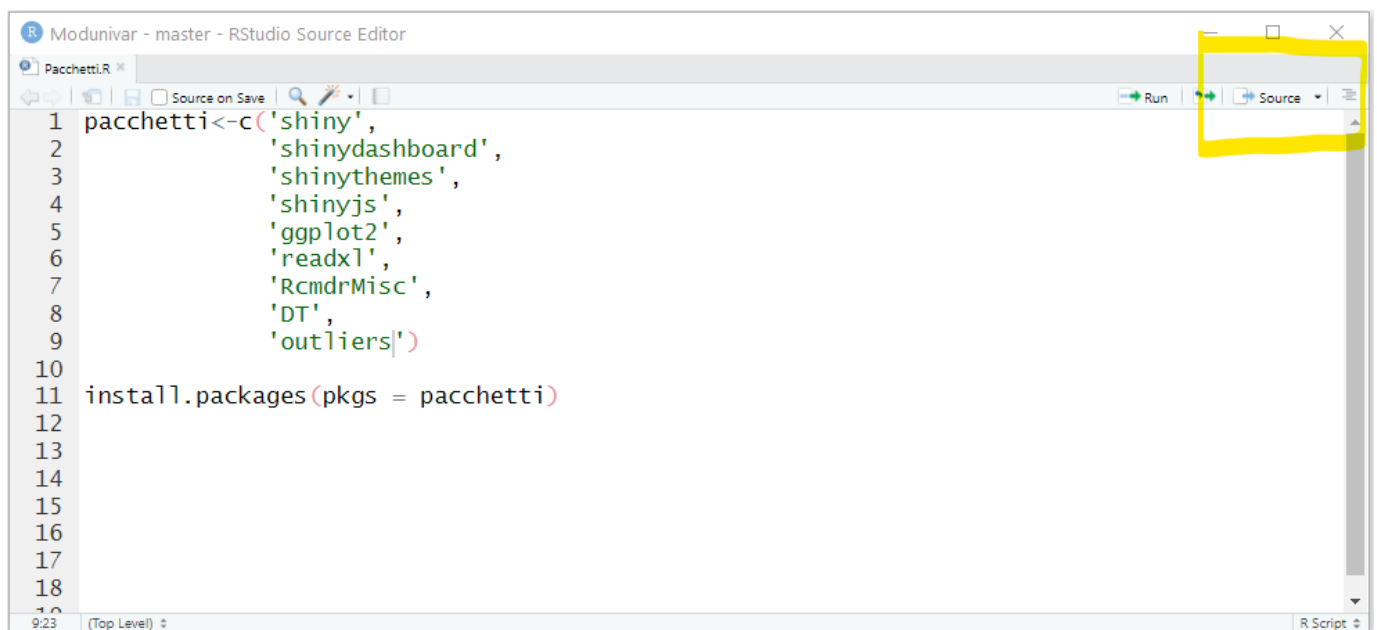 R Modunivar - master - RStudio Source Editor
Pacchetti.R
Source on Save Run Source
1 pacchetti<-c('shiny',
2 'shinydashboard',
3 'shinythemes',
4 'shinyjs',
5 'ggplot2',
6 'readxl',
7 'RcmdrMisc',
8 'DT',
9 'outliers')
10
11 install.packages(pkgs = pacchetti)
12
13
14
15
16
17
18
9:23 (Top Level) R Script